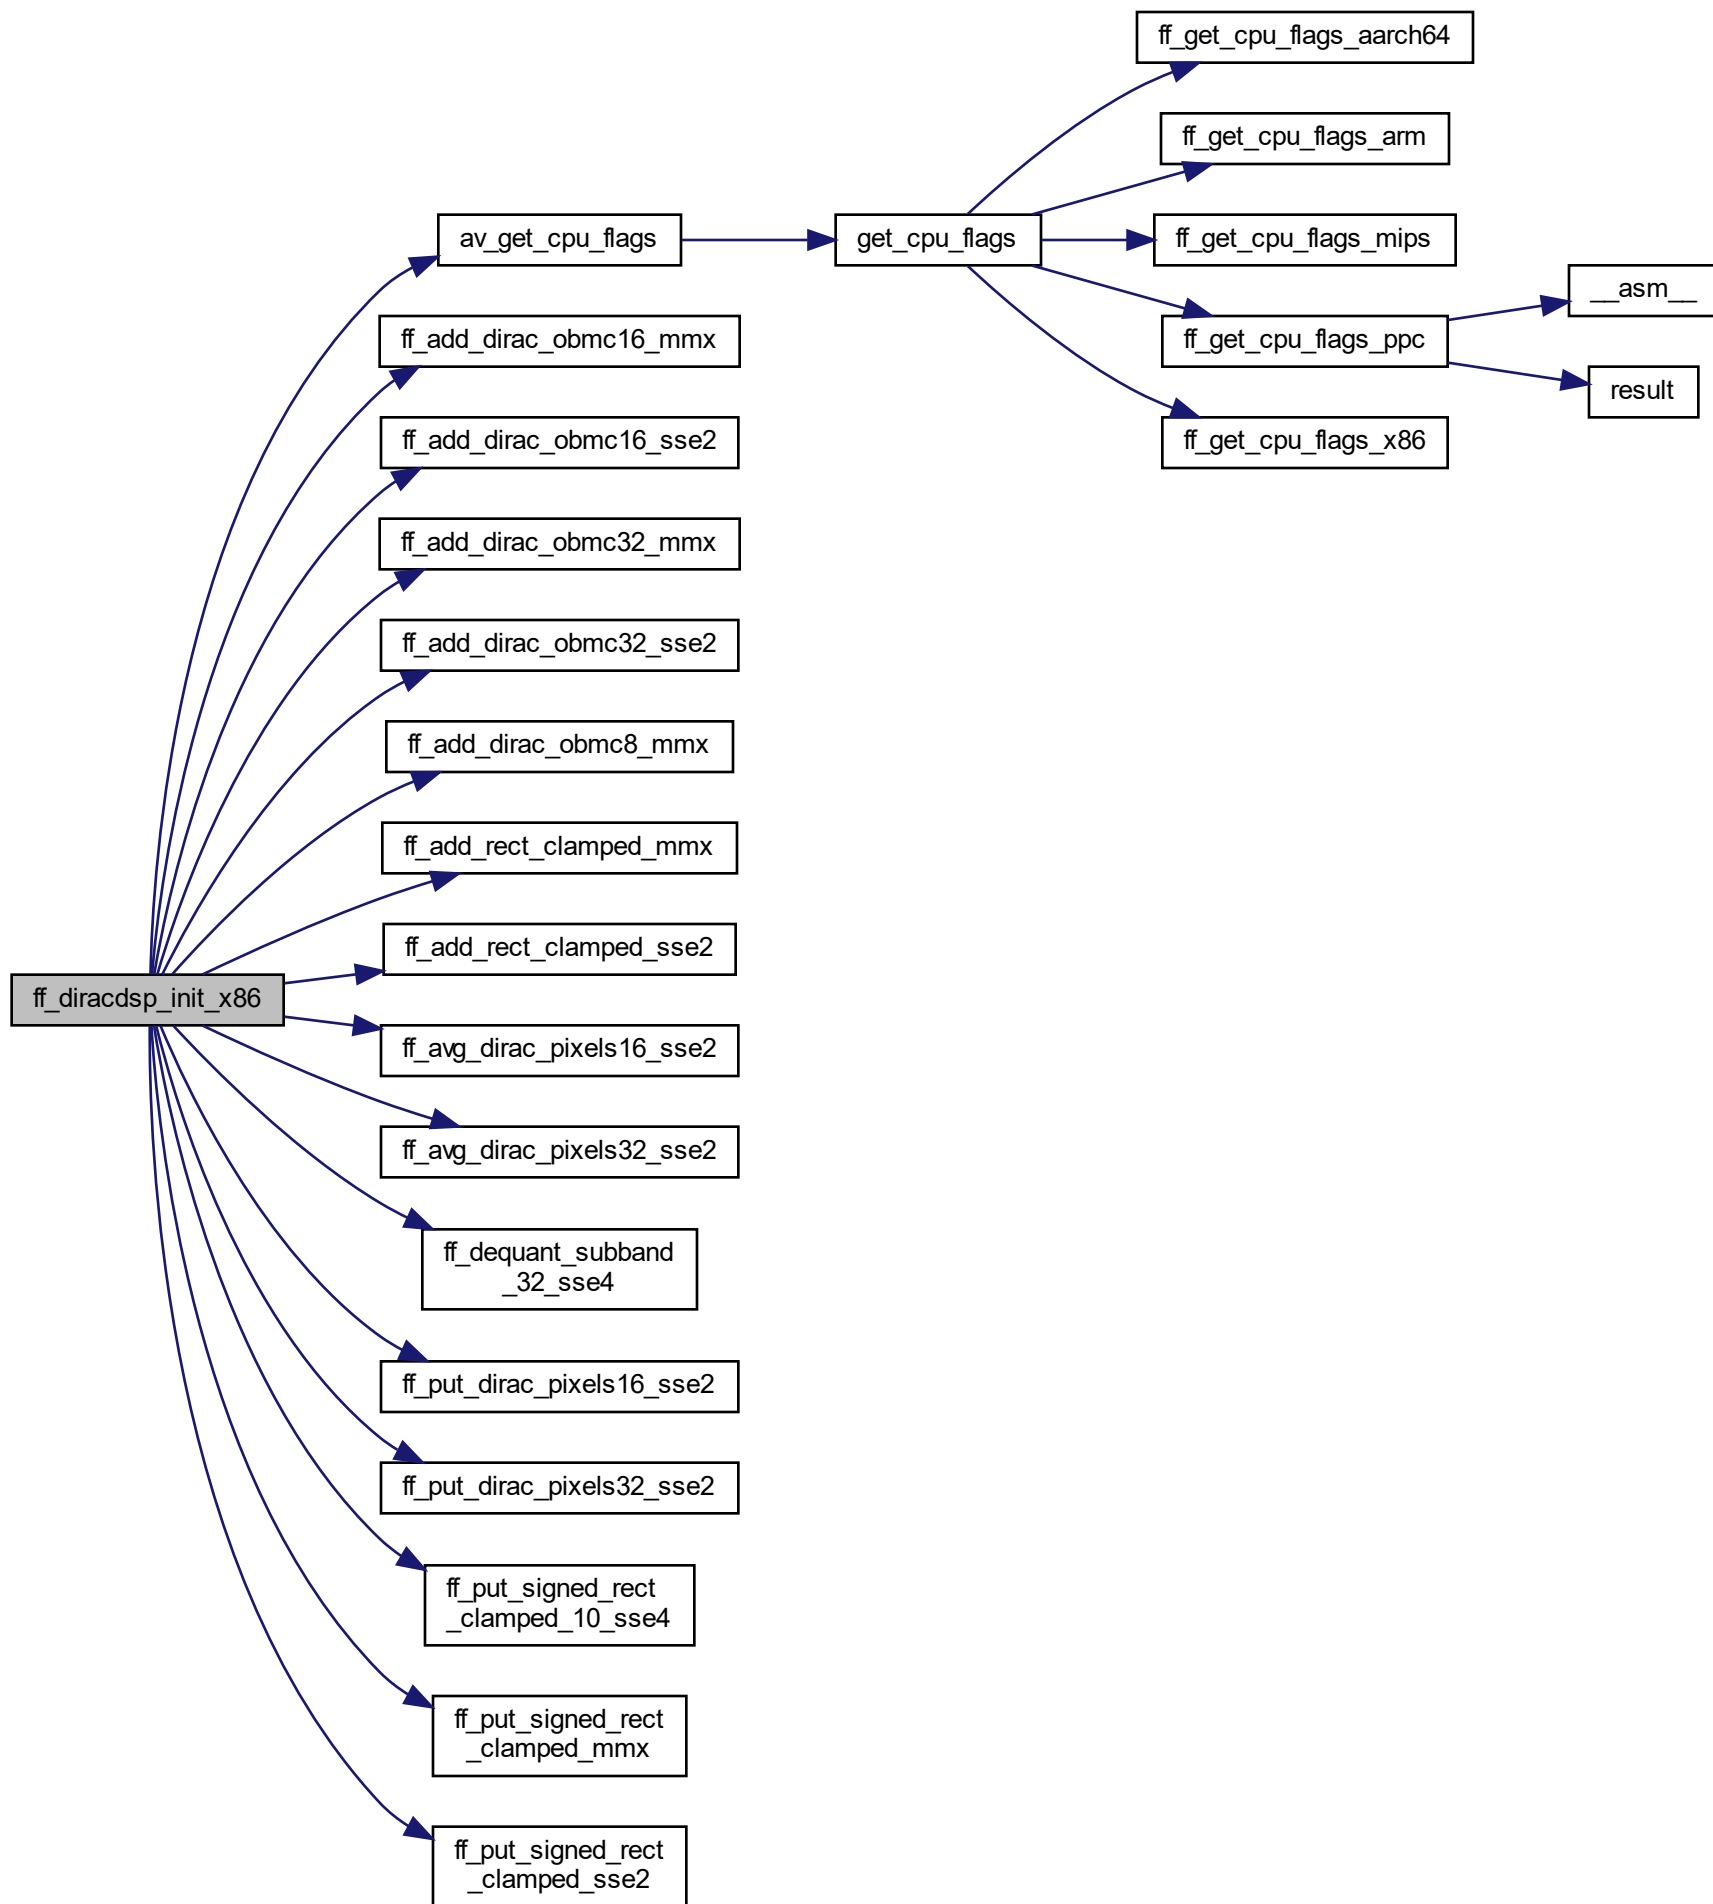 ff_get_cpu_flags_aarch64
ff_get_cpu_flags_arm
av_get_cpu_flags
get_cpu_flags
ff_get_cpu_flags_mips
__asm__
ff_add_dirac_obmc16_mmx
ff_get_cpu_flags_ppc
result
ff_add_dirac_obmc16_sse2
ff_get_cpu_flags_x86
ff_add_dirac_obmc32_mmx
ff_add_dirac_obmc32_sse2
ff_add_dirac_obmc8_mmx
ff_add_rect_clamped_mmx
ff_add_rect_clamped_sse2
ff_diracdsp_init_x86
ff_avg_dirac_pixels16_sse2
ff_avg_dirac_pixels32_sse2
ff_dequant_subband
_32_sse4
ff_put_dirac_pixels16_sse2
ff_put_dirac_pixels32_sse2
ff_put_signed_rect
_clamped_10_sse4
ff_put_signed_rect
_clamped_mmx
ff_put_signed_rect
_clamped_sse2